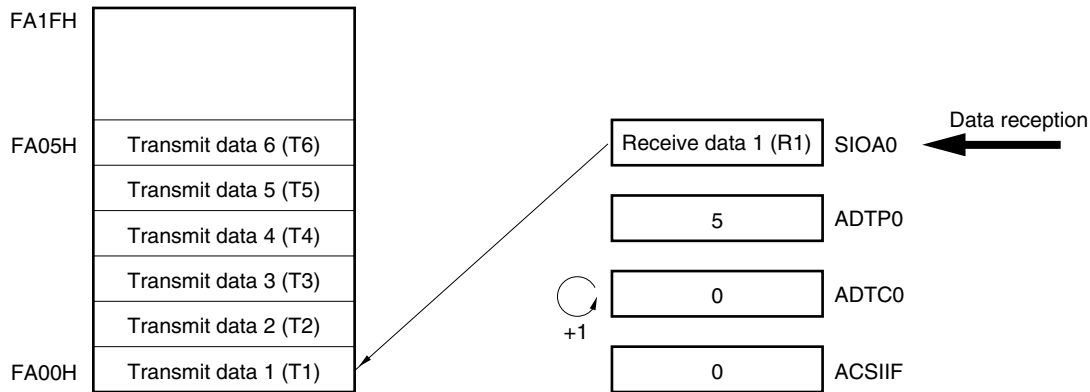 FA1FH
FA05H
Transmit data 6 (T6)
Transmit data 5 (T5)
Transmit data 4 (T4)
Transmit data 3 (T3)
Transmit data 2 (T2)
FA00H
Transmit data 1 (T1)
Receive data 1 (R1)
SIOA0
Data reception
5
ADTP0
+1
0
ADTC0
0
ACSIIF